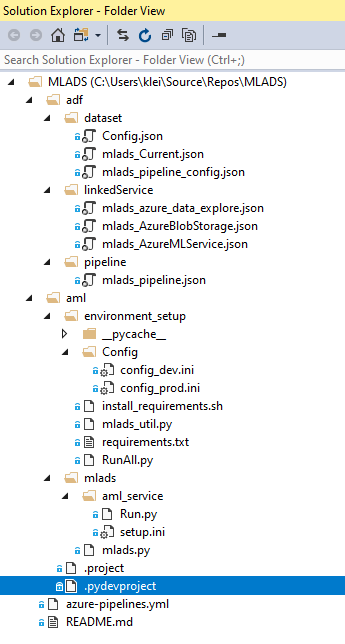 Solution Explorer - Folder View
Search Solution Explorer - Folder View (Ctrl+;)
MLADS (C:\Users\klei\Source\Repos\MLADS)
adf
dataset
Config.json
mlads_Current.json
mlads_pipeline_config.json
linkedService
mlads_azure_data_explore.json
mlads_AzureBlobStorage.json
mlads_AzureMLService.json
pipeline
mlads_pipeline.json
aml
environment_setup
__pycache__
Config
config_dev.ini
config_prod.ini
install_requirements.sh
mlads_util.py
requirements.txt
RunAll.py
mlads
aml_service
Run.py
setup.ini
mlads.py
.project
.pydevproject
azure-pipelines.yml
README.md